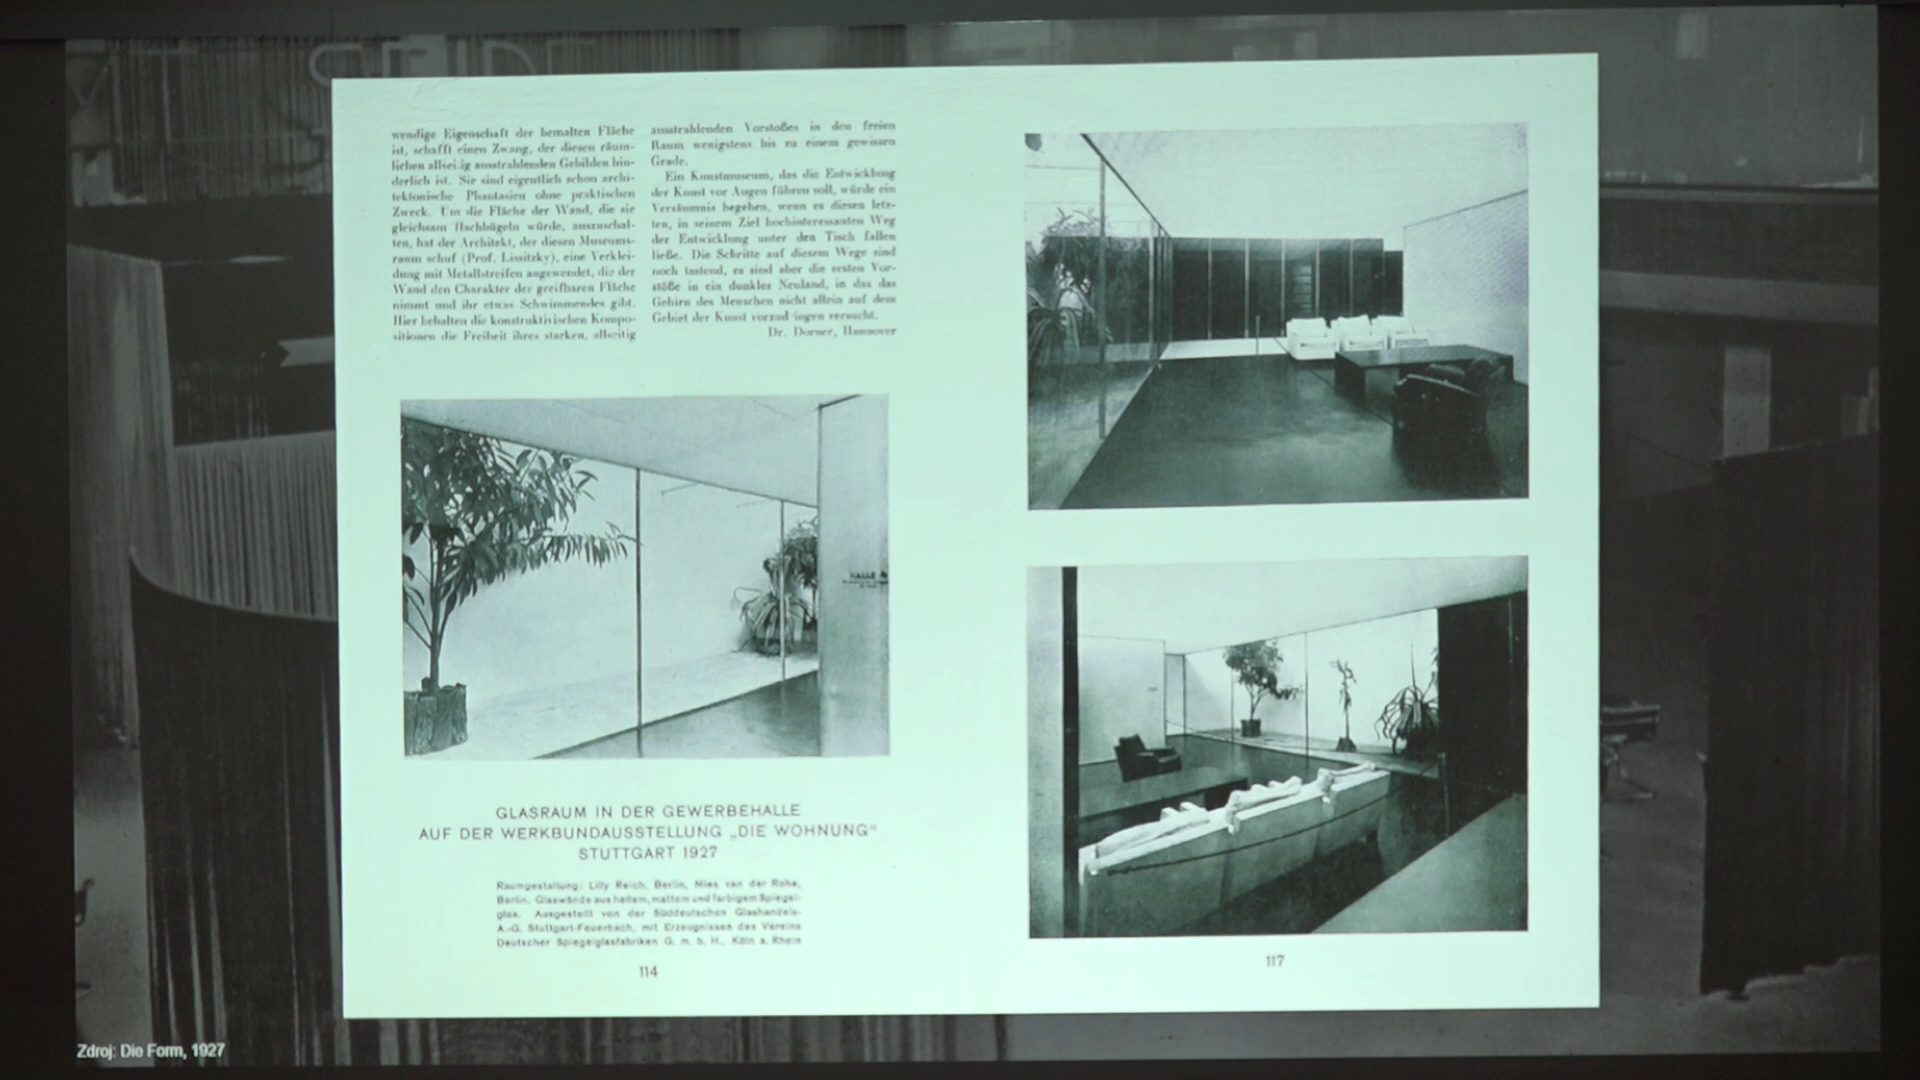 SEIDE
wendige Eigenschaft der bemalten Fläche
ist, schafft einen Zwang, der diesen räum-
lichen allsei.ig ausstrahlenden Gebilden hin-
derlich ist. Sie sind eigentlich schon archi-
tektonische Phantasien ohne praktischen
Zweck. Um die Fläche der Wand, die sie
gleichsam flachbügeln würde, auszuschal-
ten, hat der Architekt, der diesen Museums-
raum schuf (Prof. Lissitzky), eine Verklei-
dung mit Metallstreifen angewendet, die der
Wand den Charakter der greifbaren Fläche
nimmt und ihr etwas Schwimmendes gibt.
Hier behalten die konstruktivischen Kompo-
sitionen die Freiheit ihres starken, allseitig
ausstrahlenden Vorstoßes in den freien
Raum wenigstens bis zu einem gewissen
Grade.
Ein Kunstmuseum, das die Entwicklung
der Kunst vor Augen führen soll, würde ein
Versäumnis begehen, wenn es diesen letz-
ten, in seinem Ziel hochinteressanten Weg
der Entwicklung unter den Tisch fallen
ließe. Die Schritte auf diesem Wege sind
noch tastend, es sind aber die ersten Vor-
stöße in ein dunkles Neuland, in das das
Gehirn des Menschen nicht allein auf dem
Gebiet der Kunst vorzudringen versucht.
Dr. Dorner, Hannover
HALLE
GLASRAUM IN DER GEWERBEHALLE
AUF DER WERKBUNDAUSSTELLUNG „DIE WOHNUNG“
STUTTGART 1927
Raumgestaltung: Lilly Reich, Berlin, Mies van der Rohe,
Berlin. Glaswände aus hellem, mattem und farbigem Spiegel-
glas. Ausgestellt von der Süddeutschen Glashandels-
A.-G. Stuttgart-Feuerbach, mit Erzeugnissen des Vereins
Deutscher Spiegelglasfabriken G. m. b. H., Köln a. Rhein
114
117
Zdroj: Die Form, 1927